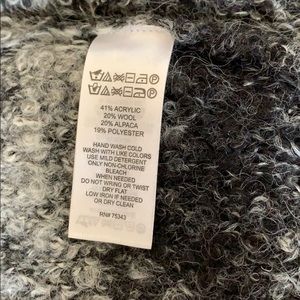 41% ACRYLIC
20% WOOL
20% ALPACA
19% POLYESTER
HAND WASH COLD
WASH WITH LIKE COLORS
USE MILD DETERGENT
ONLY NON-CHLORINE
BLEACH
WHEN NEEDED
DO NOT WRING OR TWIST
DRY FLAT
LOW IRON IF NEEDED
OR DRY CLEAN
RN# 75343